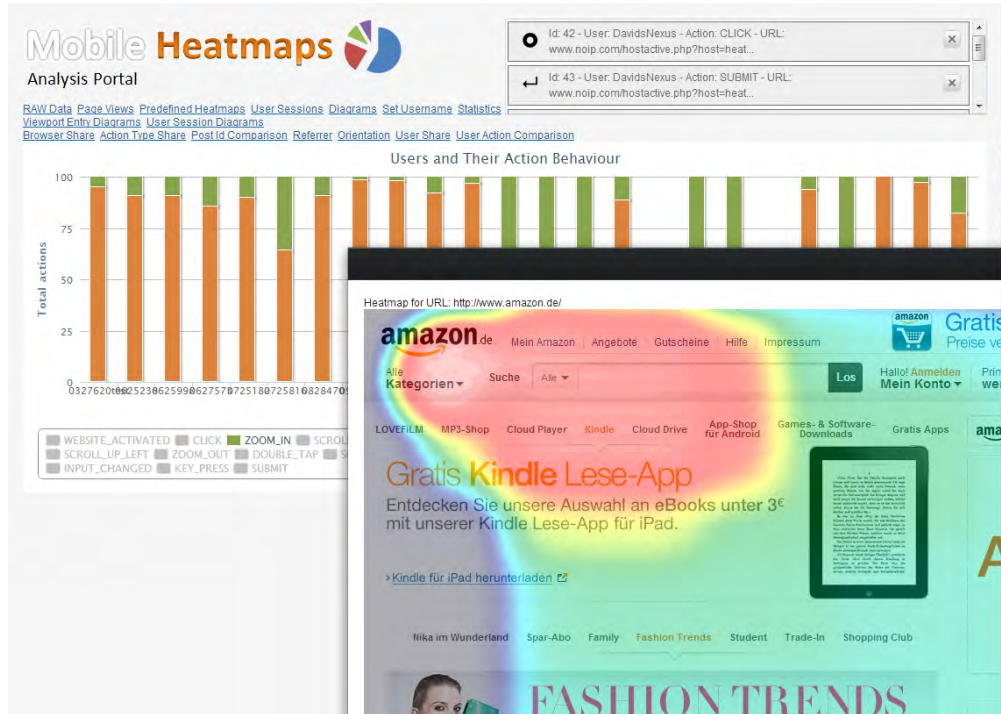 Mobile Heatmaps
Analysis Portal
Id: 42 - User: DavidsNexus - Action: CLICK - URL:
www.noip.com/hostactive.php?host=heat...
Id: 43 - User: DavidsNexus - Action: SUBMIT - URL:
www.noip.com/hostactive.php?host=heat...
RAW Data Page Views Predefined Heatmaps User Sessions Diagrams Set Username Statistics
Viewport Entry Diagrams User Session Diagrams
Browser Share Action Type Share Post Id Comparison Referrer Orientation User Share User Action Comparison
Users and Their Action Behaviour
Total actions
100
75
50
25
0
WEBSITE_ACTIVATED CLICK ZOOM_IN SCROL
SCROLL_UP_LEFT ZOOM_OUT DOUBLE_TAP
INPUT_CHANGED KEY_PRESS SUBMIT
Heatmap for URL: http://www.amazon.de/
amazon.de Mein Amazon Angebote Gutscheine Hilfe Impressum
amazon
Gratis
Preise ve
Alle
Kategorien
Suche Alle Los
Hallo! Anmelden
Mein Konto
Prin
we
LOVEFiLM MP3-Shop Cloud Player Kindle Cloud Drive App-Shop für Android Games- & Software-Downloads Gratis Apps
ama
Gratis Kindle Lese-App
Entdecken Sie unsere Auswahl an eBooks unter 3€
mit unserer Kindle Lese-App für iPad.
A
›Kindle für iPad herunterladen
Nika im Wunderland Spar-Abo Family Fashion Trends Student Trade-In Shopping Club
FASHION TRENDS